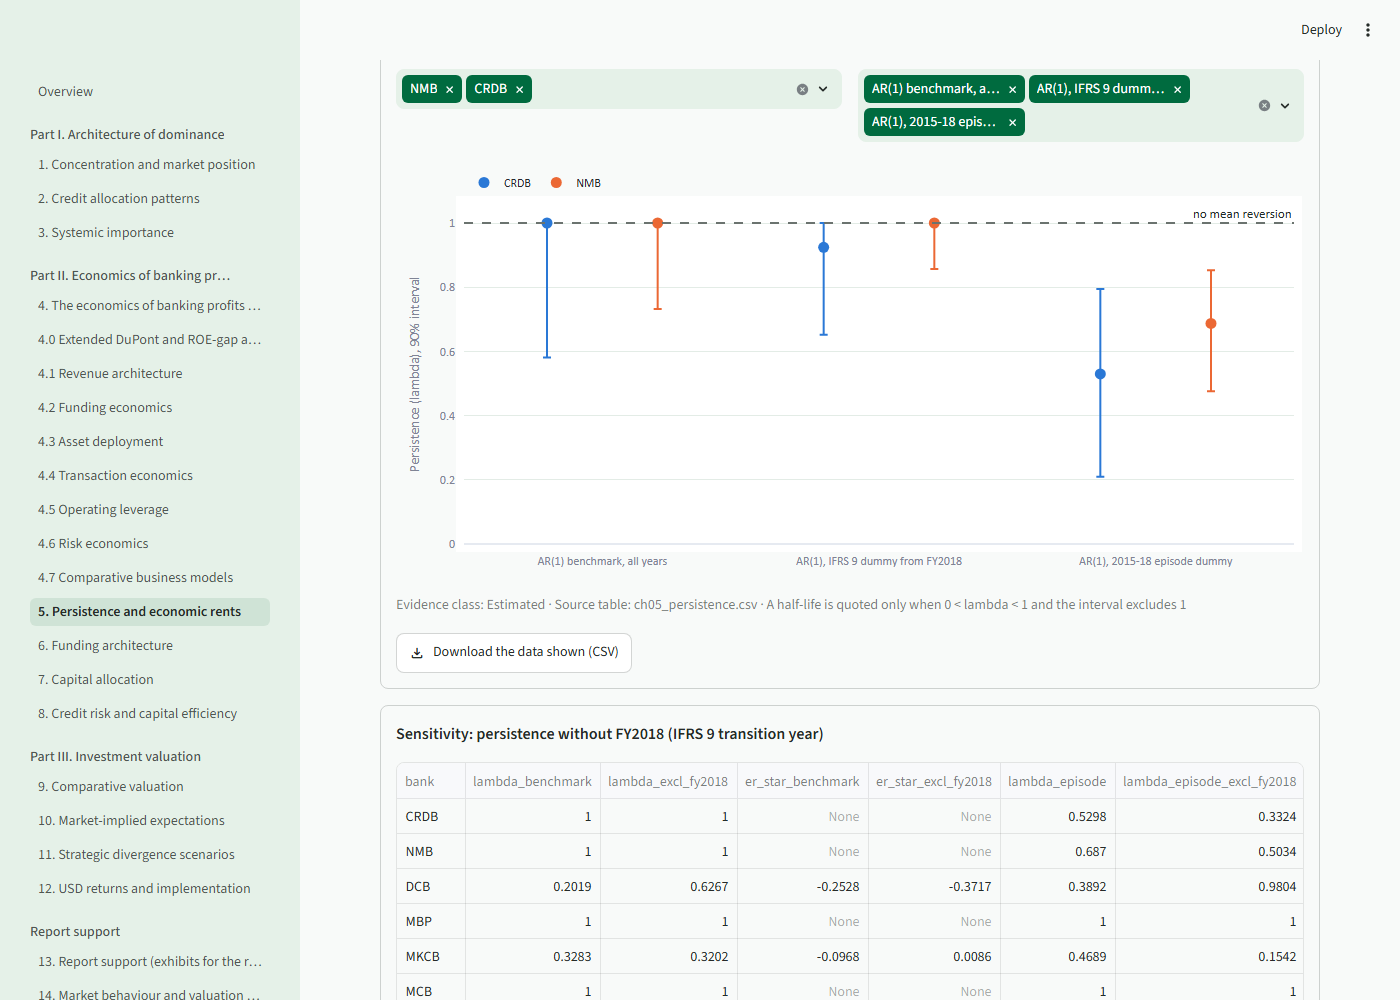 Deploy
Overview
Part I. Architecture of dominance
1. Concentration and market position
2. Credit allocation patterns
3. Systemic importance
Part II. Economics of banking pr…
4. The economics of banking profits …
4.0 Extended DuPont and ROE-gap a…
4.1 Revenue architecture
4.2 Funding economics
4.3 Asset deployment
4.4 Transaction economics
4.5 Operating leverage
4.6 Risk economics
4.7 Comparative business models
5. Persistence and economic rents
6. Funding architecture
7. Capital allocation
8. Credit risk and capital efficiency
Part III. Investment valuation
9. Comparative valuation
10. Market-implied expectations
11. Strategic divergence scenarios
12. USD returns and implementation
Report support
13. Report support (exhibits for the r…
14. Market behaviour and valuation …
NMB CRDB
AR(1) benchmark, a… AR(1), IFRS 9 dumm…
AR(1), 2015-18 epis…
CRDB NMB
no mean reversion
Persistence (lambda), 90% interval
1
0.8
0.6
0.4
0.2
0
AR(1) benchmark, all years AR(1), IFRS 9 dummy from FY2018 AR(1), 2015-18 episode dummy
Evidence class: Estimated · Source table: ch05_persistence.csv · A half-life is quoted only when 0 < lambda < 1 and the interval excludes 1
Download the data shown (CSV)
Sensitivity: persistence without FY2018 (IFRS 9 transition year)
bank lambda_benchmark lambda_excl_fy2018 er_star_benchmark er_star_excl_fy2018 lambda_episode lambda_episode_excl_fy2018
CRDB 1 1 None None 0.5298 0.3324
NMB 1 1 None None 0.687 0.5034
DCB 0.2019 0.6267 -0.2528 -0.3717 0.3892 0.9804
MBP 1 1 None None 1 1
MKCB 0.3283 0.3202 -0.0968 0.0086 0.4689 0.1542
MCB 1 1 None None 1 1